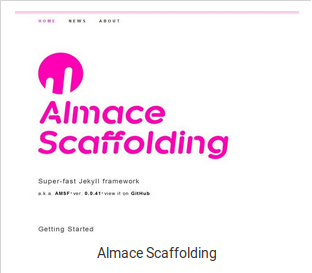 HOME NEWS ABOUT
Almace
Scaffolding
Super-fast Jekyll framework
a.k.a. AMSF · ver. 0.0.41 · view it on GitHub
Getting Started
Almace Scaffolding